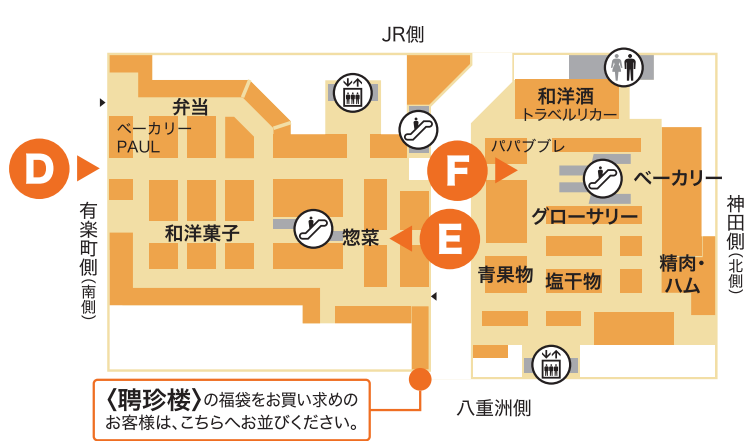 JR側
弁当
ベーカリー
PAUL
D
和洋酒
トラベルリカー
パパブブレ
F
ベーカリー
有楽町側(南側)
和洋菓子
惣菜
E
グローサリー
神田側(北側)
青果物
塩干物
精肉・
ハム
八重洲側
〈聘珍楼〉の福袋をお買い求めの
お客様は、こちらへお並びください。